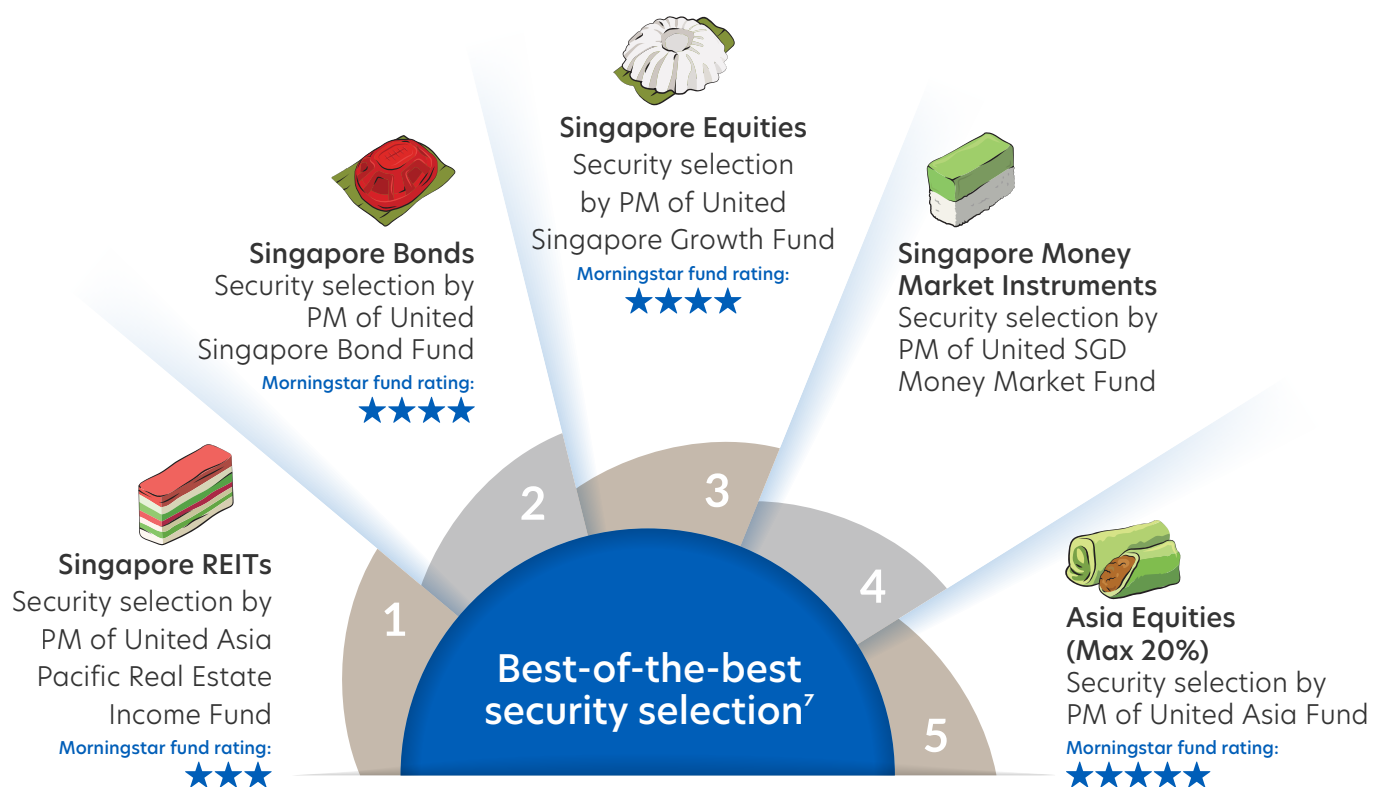 Singapore REITs
Security selection by
PM of United Asia
Pacific Real Estate
Income Fund
Morningstar fund rating:
★★★
1
Singapore Bonds
Security selection by
PM of United
Singapore Bond Fund
Morningstar fund rating:
★★★★
2
Singapore Equities
Security selection
by PM of United
Singapore Growth Fund
Morningstar fund rating:
★★★★
3
Singapore Money
Market Instruments
Security selection by
PM of United SGD
Money Market Fund
4
Asia Equities
(Max 20%)
Security selection by
PM of United Asia Fund
Morningstar fund rating:
★★★★★
5
Best-of-the-best
security selection⁷